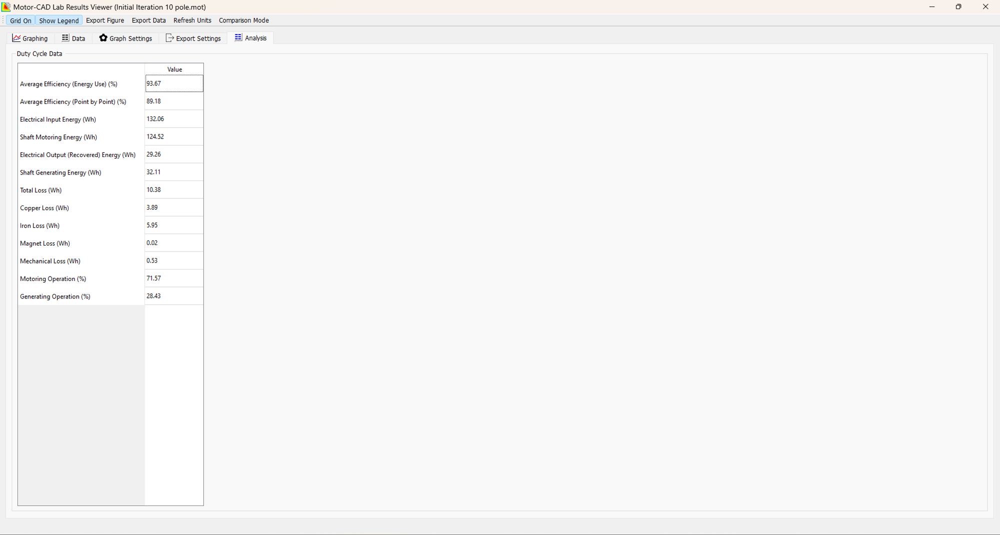 Motor-CAD Lab Results Viewer (Initial Iteration 10 pole.mot)
Grid On Show Legend Export Figure Export Data Refresh Units Comparison Mode
Graphing Data Graph Settings Export Settings Analysis
Duty Cycle Data
Value
Average Efficiency (Energy Use) (%) 93.67
Average Efficiency (Point by Point) (%) 89.18
Electrical Input Energy (Wh) 132.06
Shaft Motoring Energy (Wh) 124.52
Electrical Output (Recovered) Energy (Wh) 29.26
Shaft Generating Energy (Wh) 32.11
Total Loss (Wh) 10.38
Copper Loss (Wh) 3.89
Iron Loss (Wh) 5.95
Magnet Loss (Wh) 0.02
Mechanical Loss (Wh) 0.53
Motoring Operation (%) 71.57
Generating Operation (%) 28.43